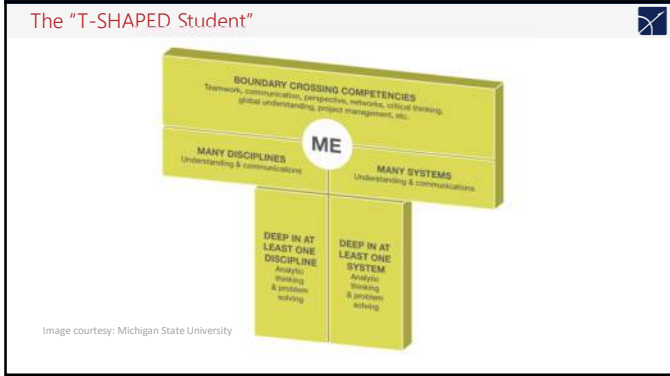 The "T-SHAPED Student"
BOUNDARY CROSSING COMPETENCIES
Teamwork, communication, perspective, networks, critical thinking,
global understanding, project management, etc.
ME
MANY DISCIPLINES
Understanding & communications
MANY SYSTEMS
Understanding & communications
DEEP IN AT
LEAST ONE
DISCIPLINE
Analytic
thinking
& problem
solving
DEEP IN AT
LEAST ONE
SYSTEM
Analytic
thinking
& problem
solving
Image courtesy: Michigan State University